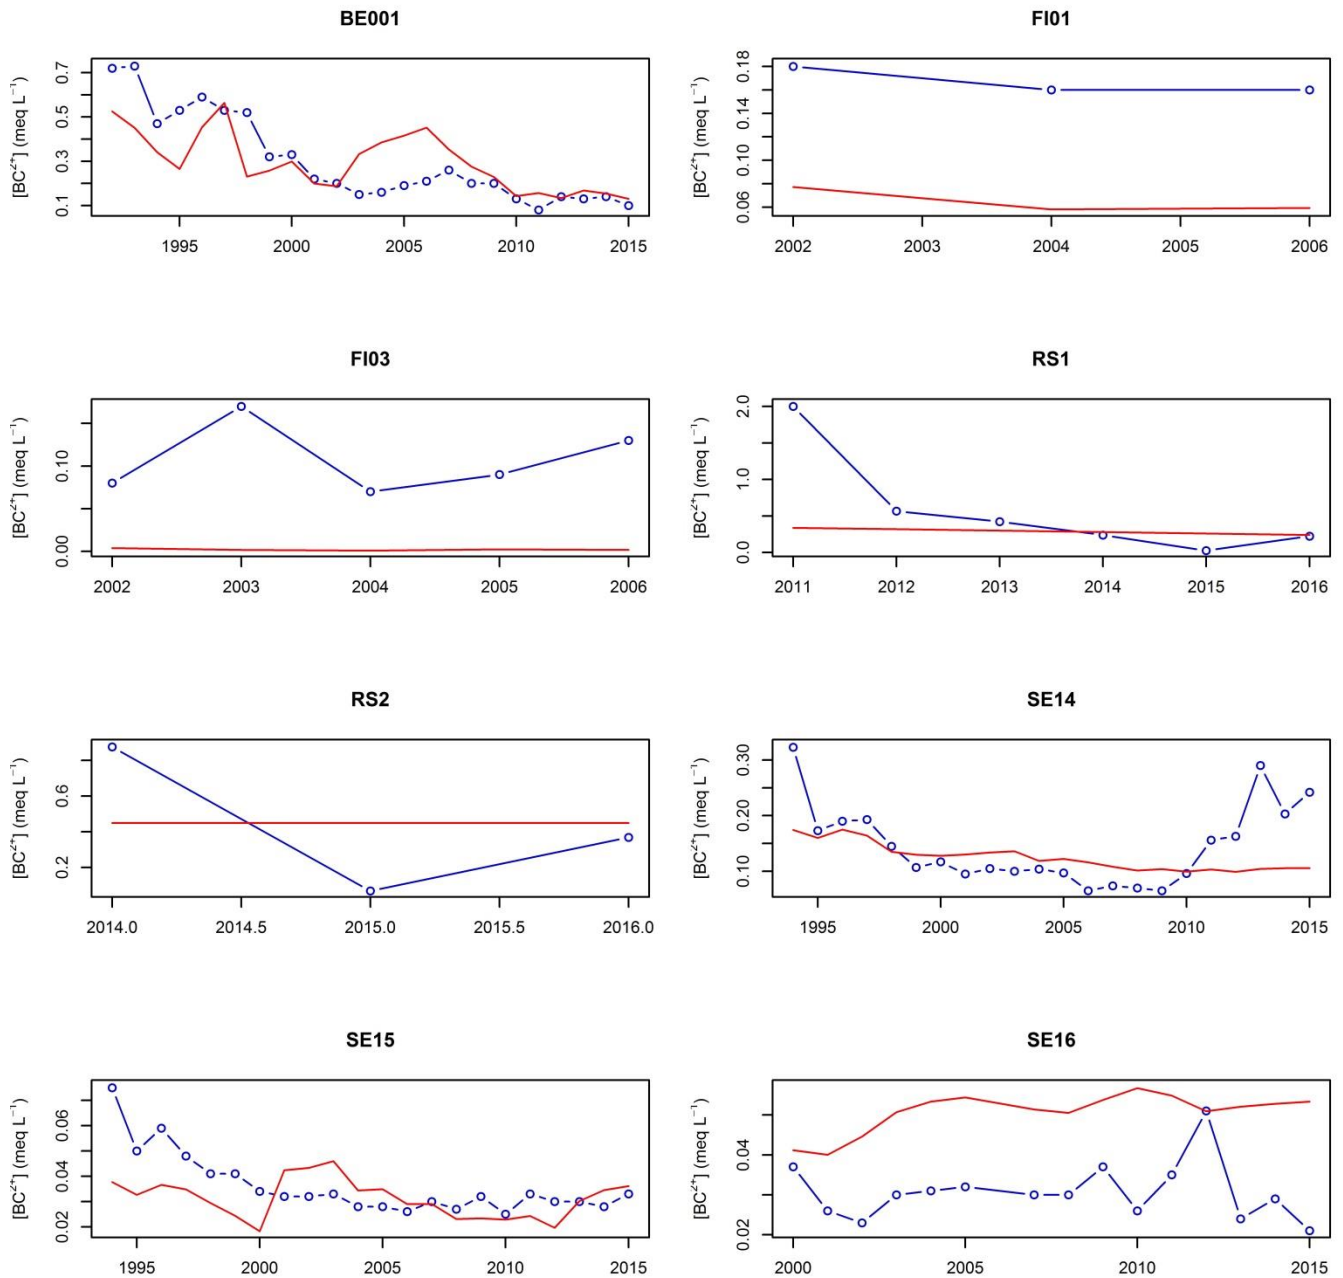 BE001
[BC²⁺] (meq L⁻¹)
0.7
0.5
0.3
0.1
1995 2000 2005 2010 2015
FI01
[BC²⁺] (meq L⁻¹)
0.18
0.14
0.10
0.06
2002 2003 2004 2005 2006
FI03
[BC²⁺] (meq L⁻¹)
0.10
0.00
2002 2003 2004 2005 2006
RS1
[BC²⁺] (meq L⁻¹)
2.0
1.0
0.0
2011 2012 2013 2014 2015 2016
RS2
[BC²⁺] (meq L⁻¹)
0.6
0.2
2014.0 2014.5 2015.0 2015.5 2016.0
SE14
[BC²⁺] (meq L⁻¹)
0.30
0.20
0.10
1995 2000 2005 2010 2015
SE15
[BC²⁺] (meq L⁻¹)
0.06
0.04
0.02
1995 2000 2005 2010 2015
SE16
[BC²⁺] (meq L⁻¹)
0.04
0.02
2000 2005 2010 2015